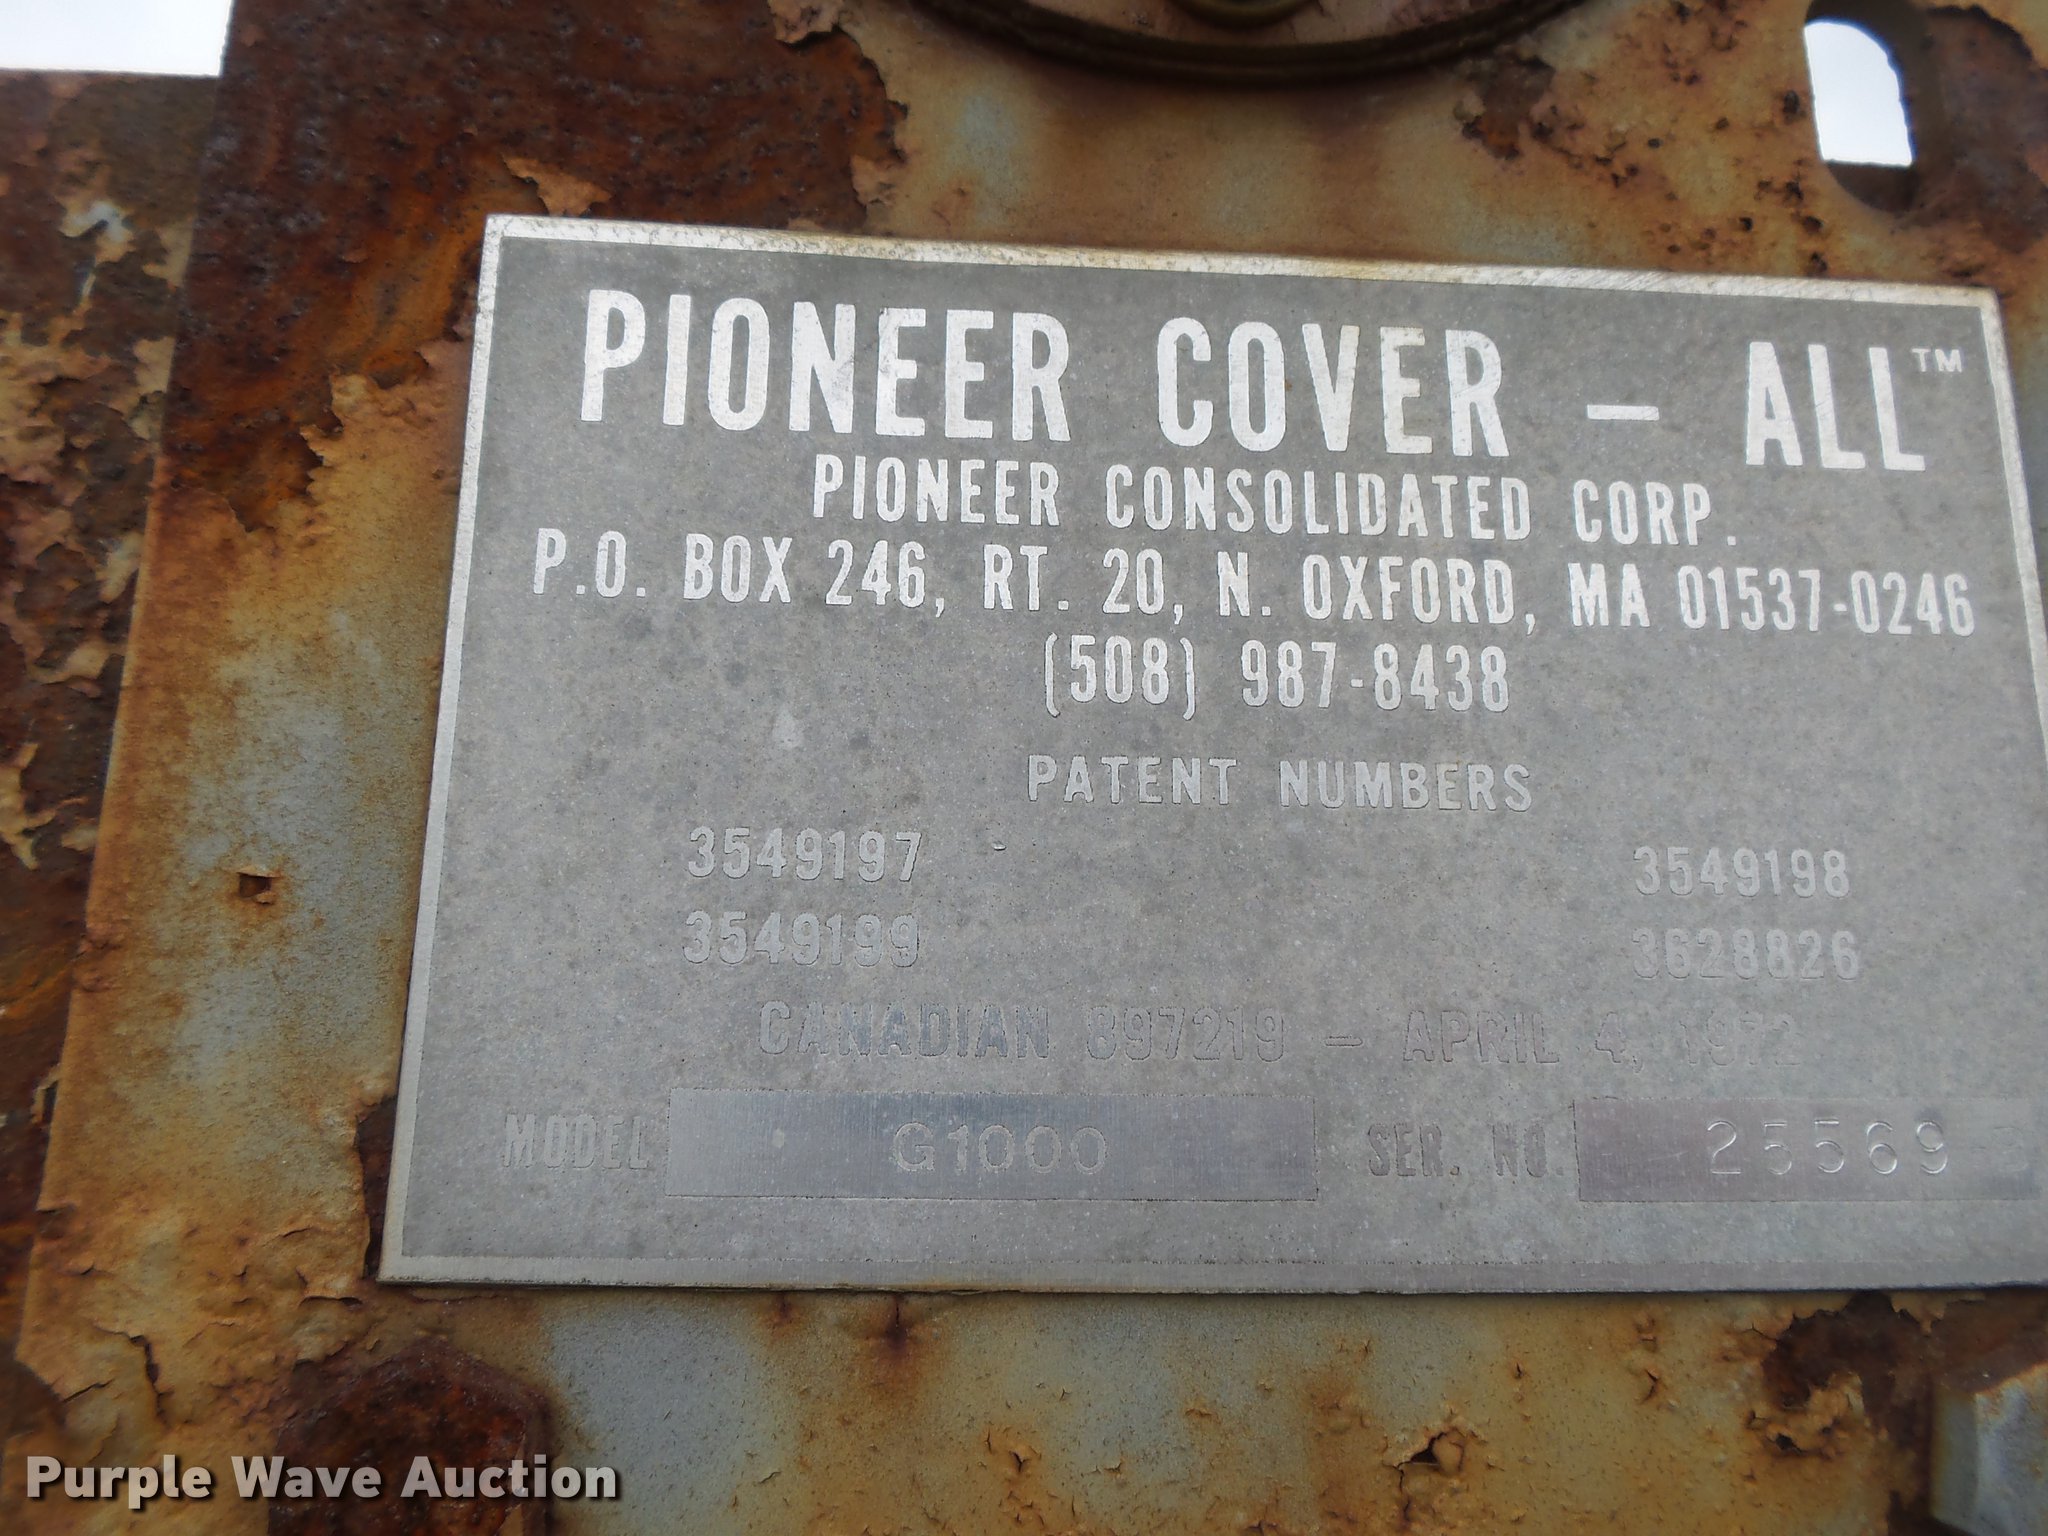 PIONEER COVER - ALL™
PIONEER CONSOLIDATED CORP.
P.O. BOX 246, RT. 20, N. OXFORD, MA 01537-0246
(508) 987-8438
PATENT NUMBERS
3549197 3549198
3549199 3628826
CANADIAN 897219 - APRIL 4, 1972
MODEL G1000 SER. NO. 25569
Purple Wave Auction